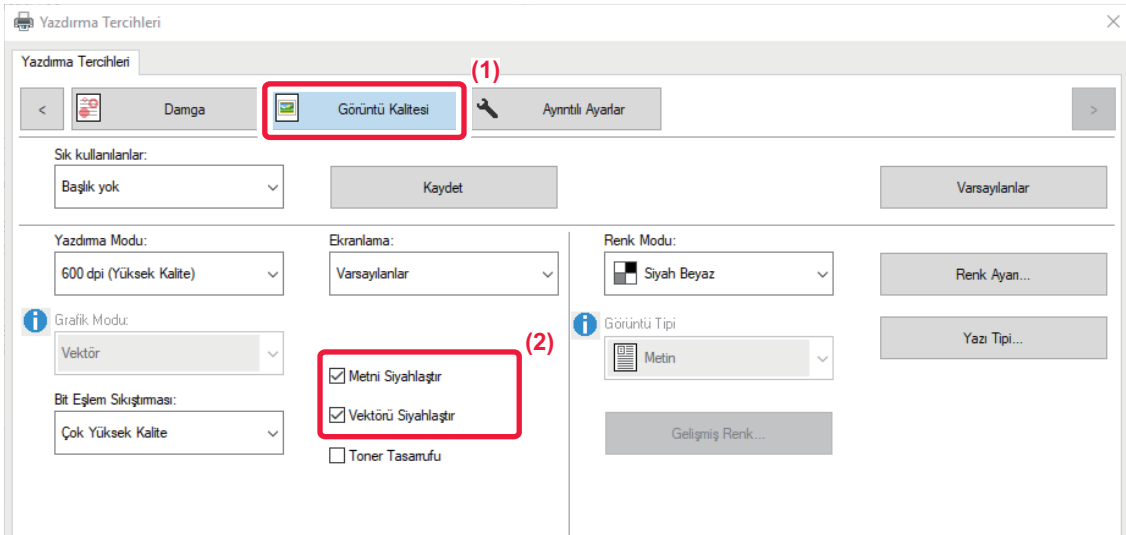 Yazdırma Tercihleri
Yazdırma Tercihleri
(1)
< Damga Görüntü Kalitesi Ayrıntılı Ayarlar >
Sık kullanılanlar:
Başlık yok Kaydet Varsayılanlar
Yazdırma Modu: Ekranlama: Renk Modu:
600 dpi (Yüksek Kalite) Varsayılanlar Siyah Beyaz Renk Ayarı...
Grafik Modu: Görüntü Tipi
(2)
Vektör Metin Yazı Tipi...
Metni Siyahlaştır
Bit Eşlem Sıkıştırması:
Vektörü Siyahlaştır
Çok Yüksek Kalite Gelişmiş Renk...
Toner Tasarrufu